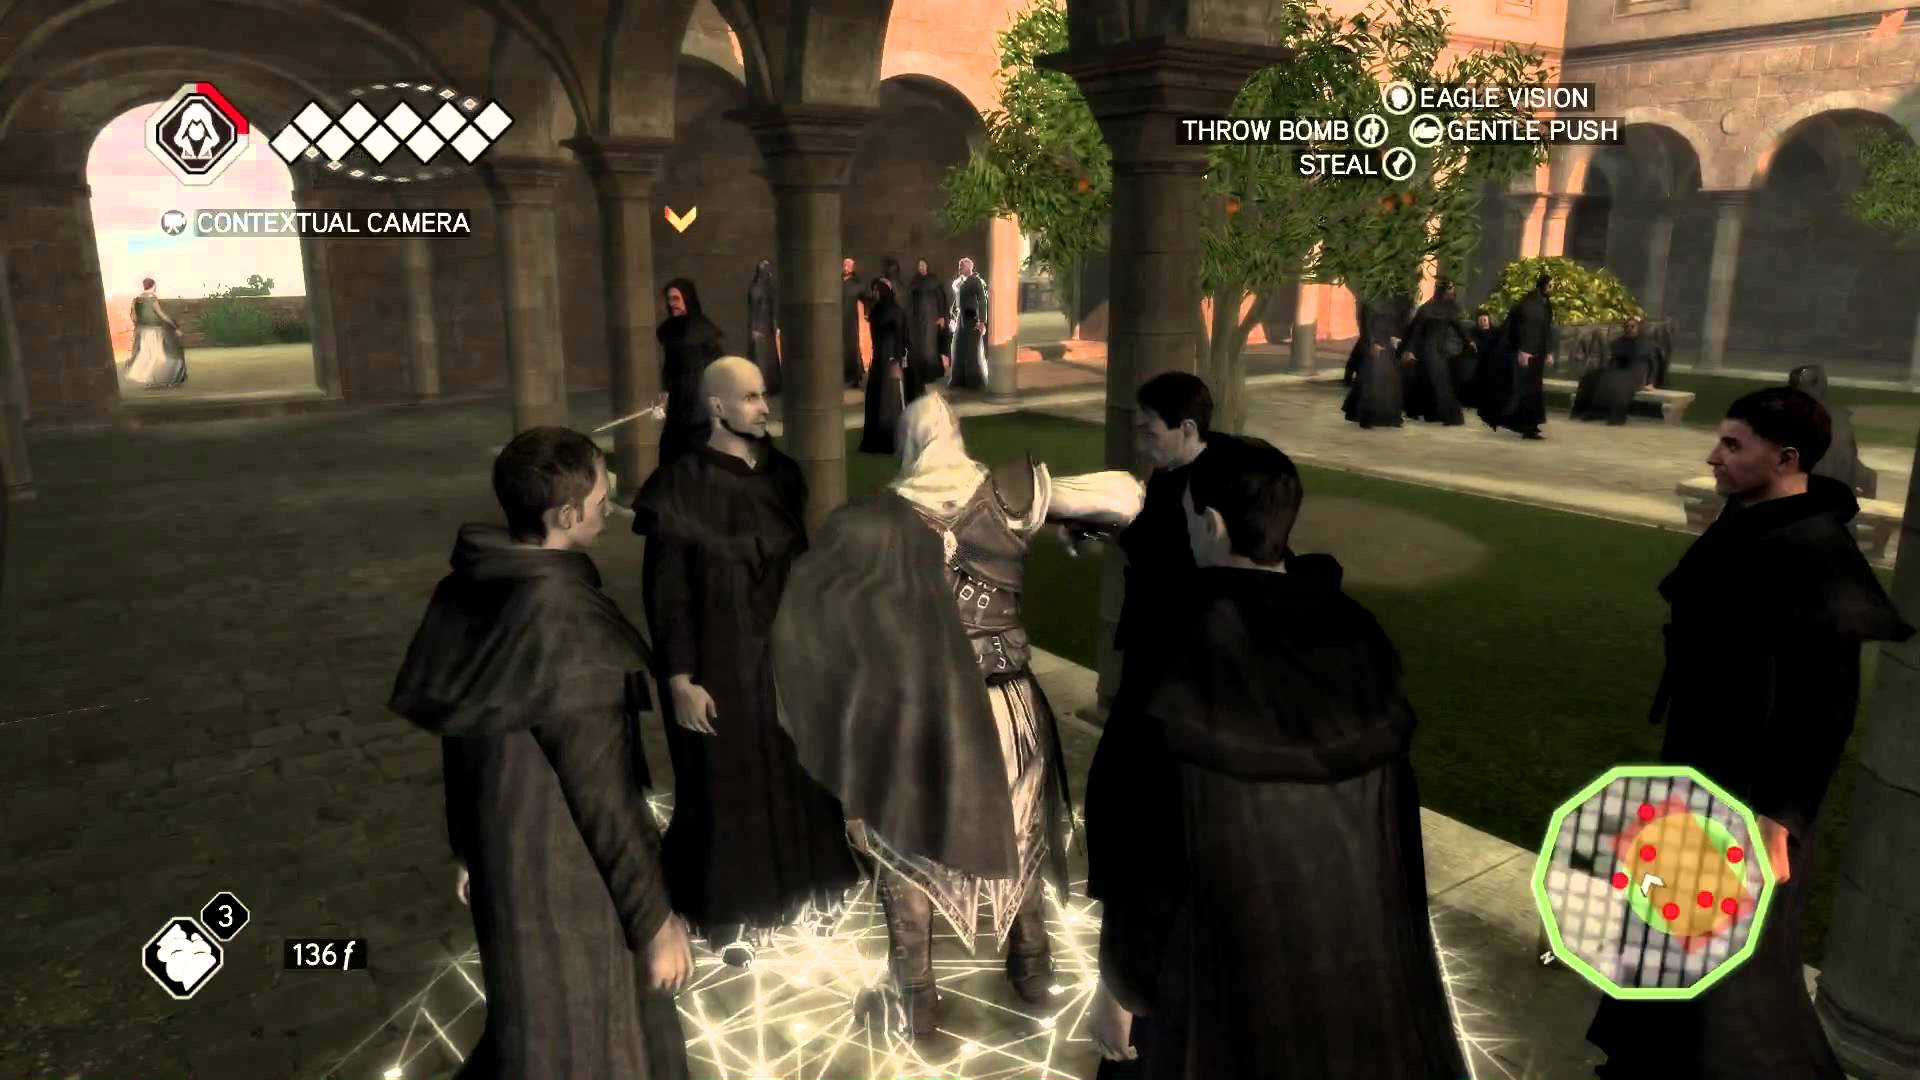 EAGLE VISION
THROW BOMB GENTLE PUSH
STEAL
CONTEXTUAL CAMERA
3
136 f
N